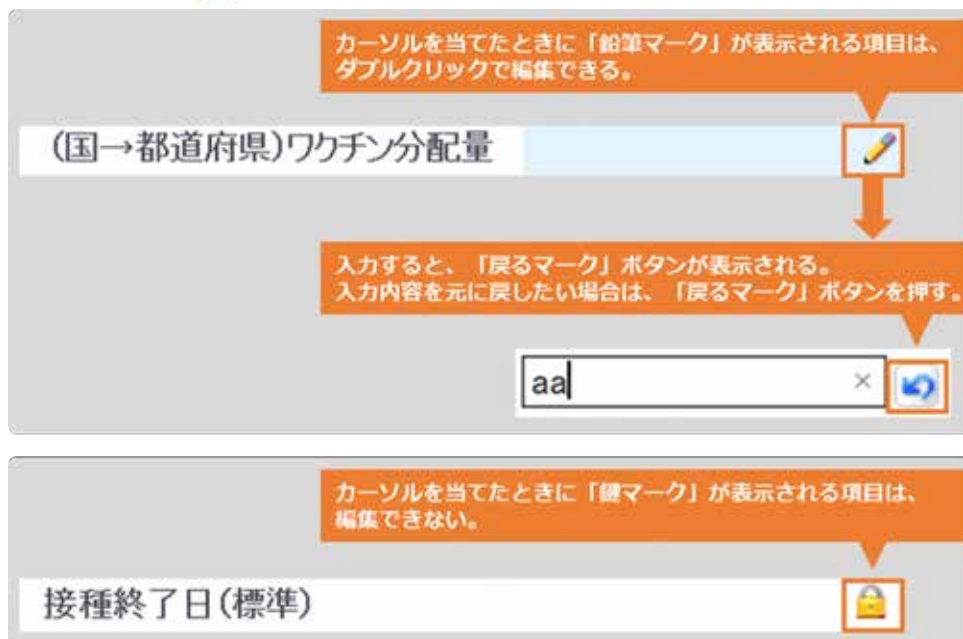 カーソルを当てたときに「鉛筆マーク」が表示される項目は、
ダブルクリックで編集できる。
(国→都道府県)ワクチン分配量
入力すると、「戻るマーク」ボタンが表示される。
入力内容を元に戻したい場合は、「戻るマーク」ボタンを押す。
aa ×
カーソルを当てたときに「鍵マーク」が表示される項目は、
編集できない。
接種終了日(標準)